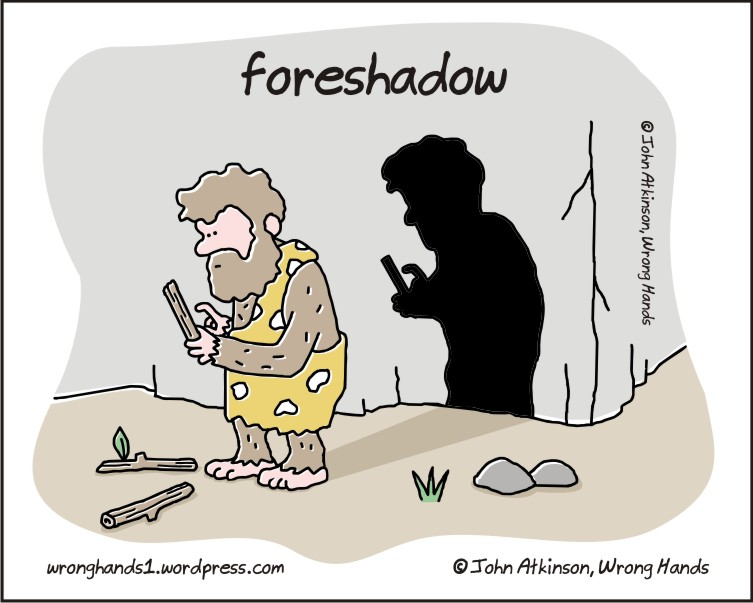 foreshadow
© John Atkinson, Wrong Hands
wronghands1.wordpress.com
© John Atkinson, Wrong Hands